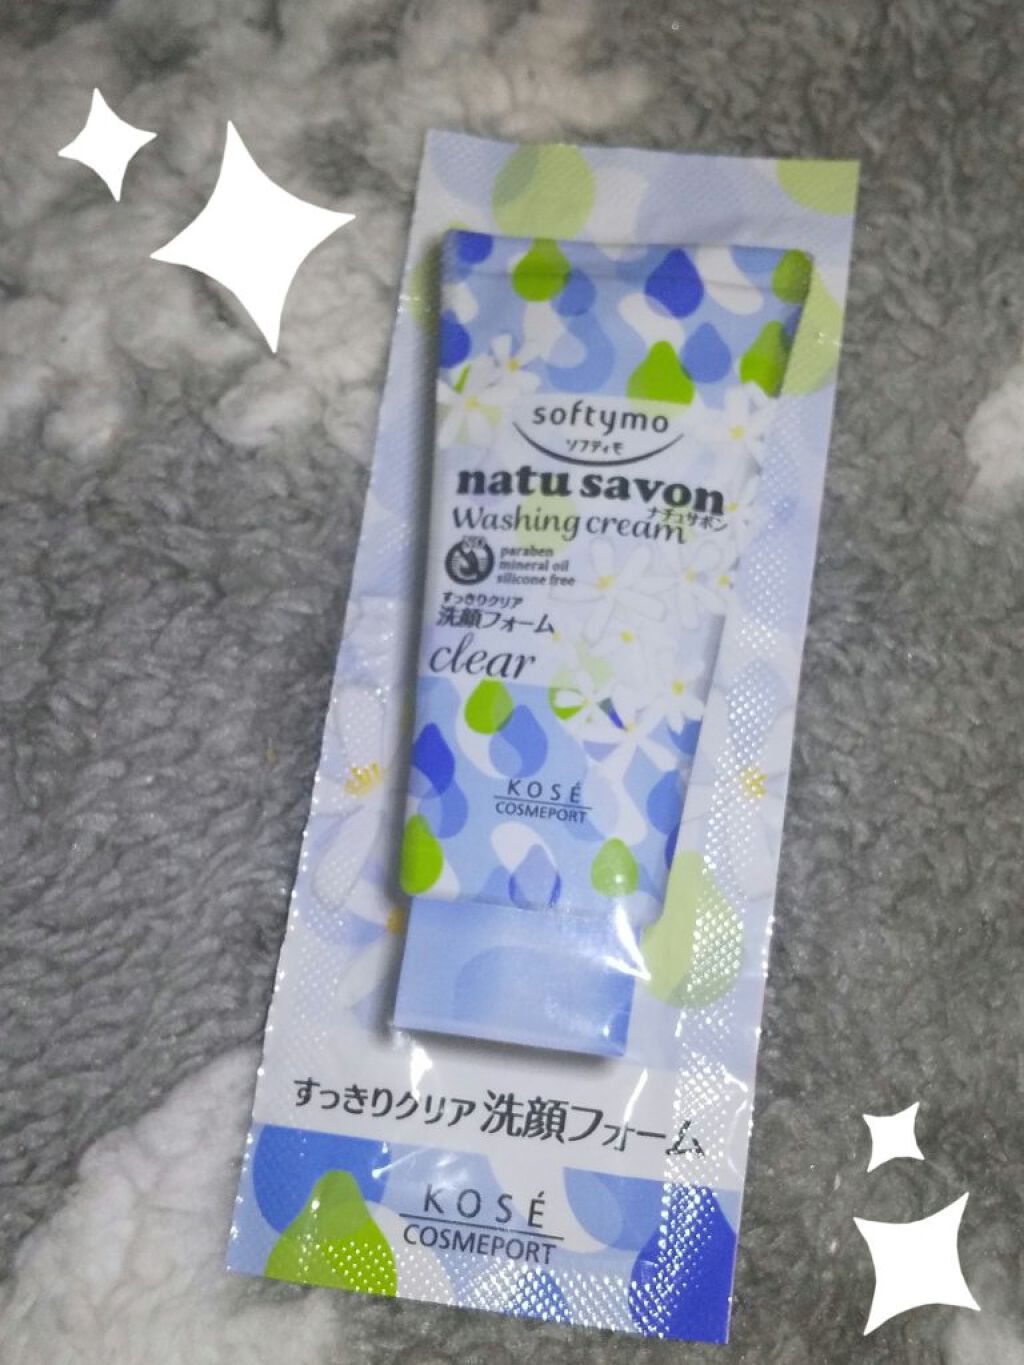 softymo
ソフティモ
natu savon
ナチュサボン
Washing cream
paraben
mineral oil
silicone free
すっきりクリア
洗顔フォーム
clear
KOSÉ
COSMEPORT
すっきりクリア洗顔フォーム
KOSÉ
COSMEPORT